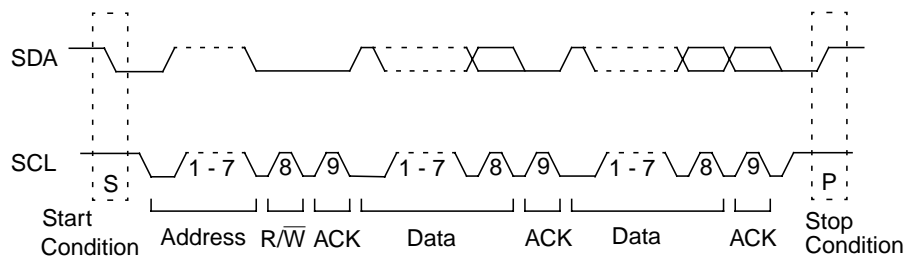 SDA
SCL
S
1 - 7
8
9
1 - 7
8
9
1 - 7
8
9
P
Start
Condition
Address
R/W̅
ACK
Data
ACK
Data
ACK
Stop
Condition